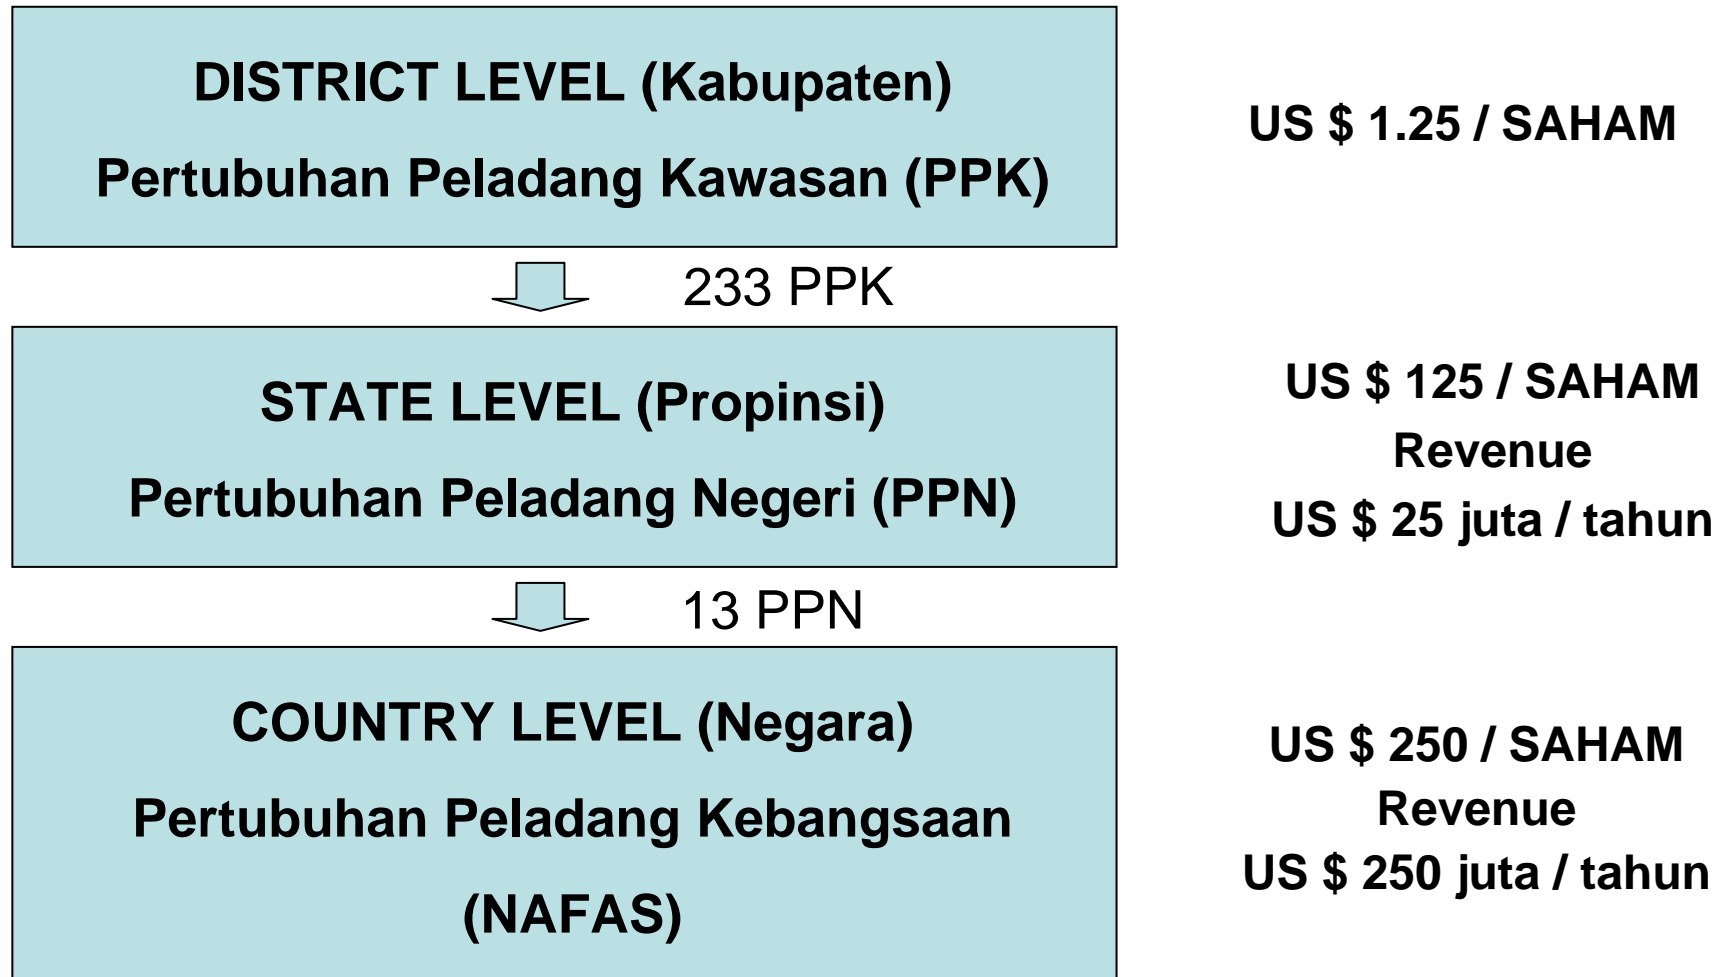 DISTRICT LEVEL (Kabupaten)
Pertubuhan Peladang Kawasan (PPK)
US $ 1.25 / SAHAM
233 PPK
STATE LEVEL (Propinsi)
Pertubuhan Peladang Negeri (PPN)
US $ 125 / SAHAM
Revenue
US $ 25 juta / tahun
13 PPN
COUNTRY LEVEL (Negara)
Pertubuhan Peladang Kebangsaan
(NAFAS)
US $ 250 / SAHAM
Revenue
US $ 250 juta / tahun